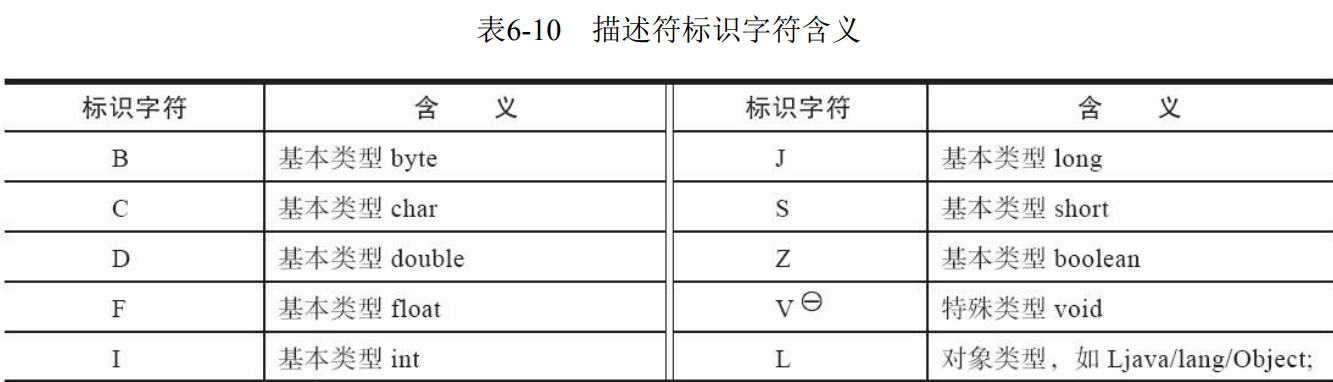 表6-10 描述符标识字符含义
标识字符 含 义 标识字符 含 义
B 基本类型 byte J 基本类型 long
C 基本类型 char S 基本类型 short
D 基本类型 double Z 基本类型 boolean
F 基本类型 float V ⊖ 特殊类型 void
I 基本类型 int L 对象类型，如 Ljava/lang/Object;